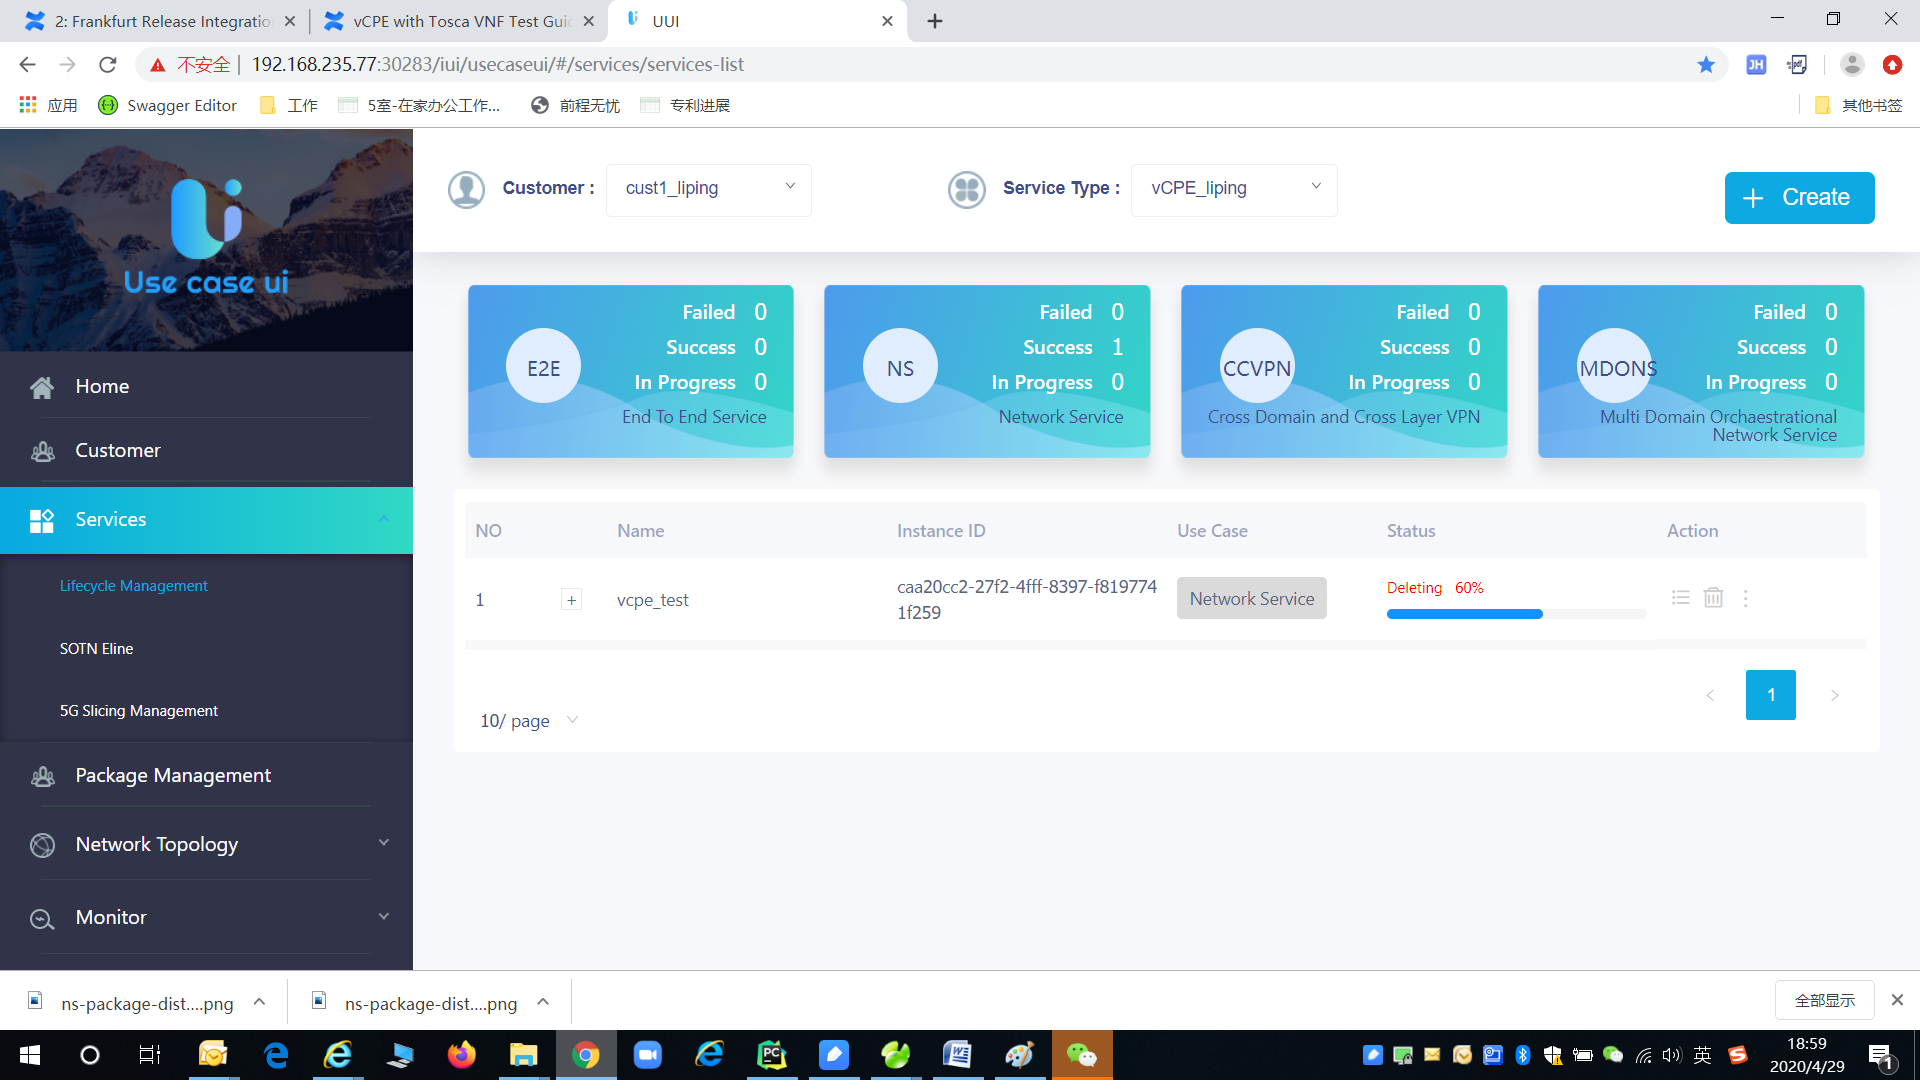 2: Frankfurt Release Integratio
vCPE with Tosca VNF Test Gui
UUI
不安全 192.168.235.77:30283/iui/usecaseui/#/services/services-list
JH
pdf
应用
Swagger Editor
工作
5室-在家办公工作...
前程无忧
专利进展
其他书签
Use case ui
Home
Customer
Services
Lifecycle Management
SOTN Eline
5G Slicing Management
Package Management
Network Topology
Monitor
Customer :
cust1_liping
Service Type :
vCPE_liping
+ Create
E2E
Failed 0
Success 0
In Progress 0
End To End Service
NS
Failed 0
Success 1
In Progress 0
Network Service
CCVPN
Failed 0
Success 0
In Progress 0
Cross Domain and Cross Layer VPN
MDONS
Failed 0
Success 0
In Progress 0
Multi Domain Orchaestrational
Network Service
NO Name Instance ID Use Case Status Action
1 + vcpe_test
caa20cc2-27f2-4fff-8397-f819774
1f259
Network Service
Deleting 60%
< 1 >
10/ page
ns-package-dist....png
ns-package-dist....png
全部显示
PC
英
18:59
2020/4/29
1